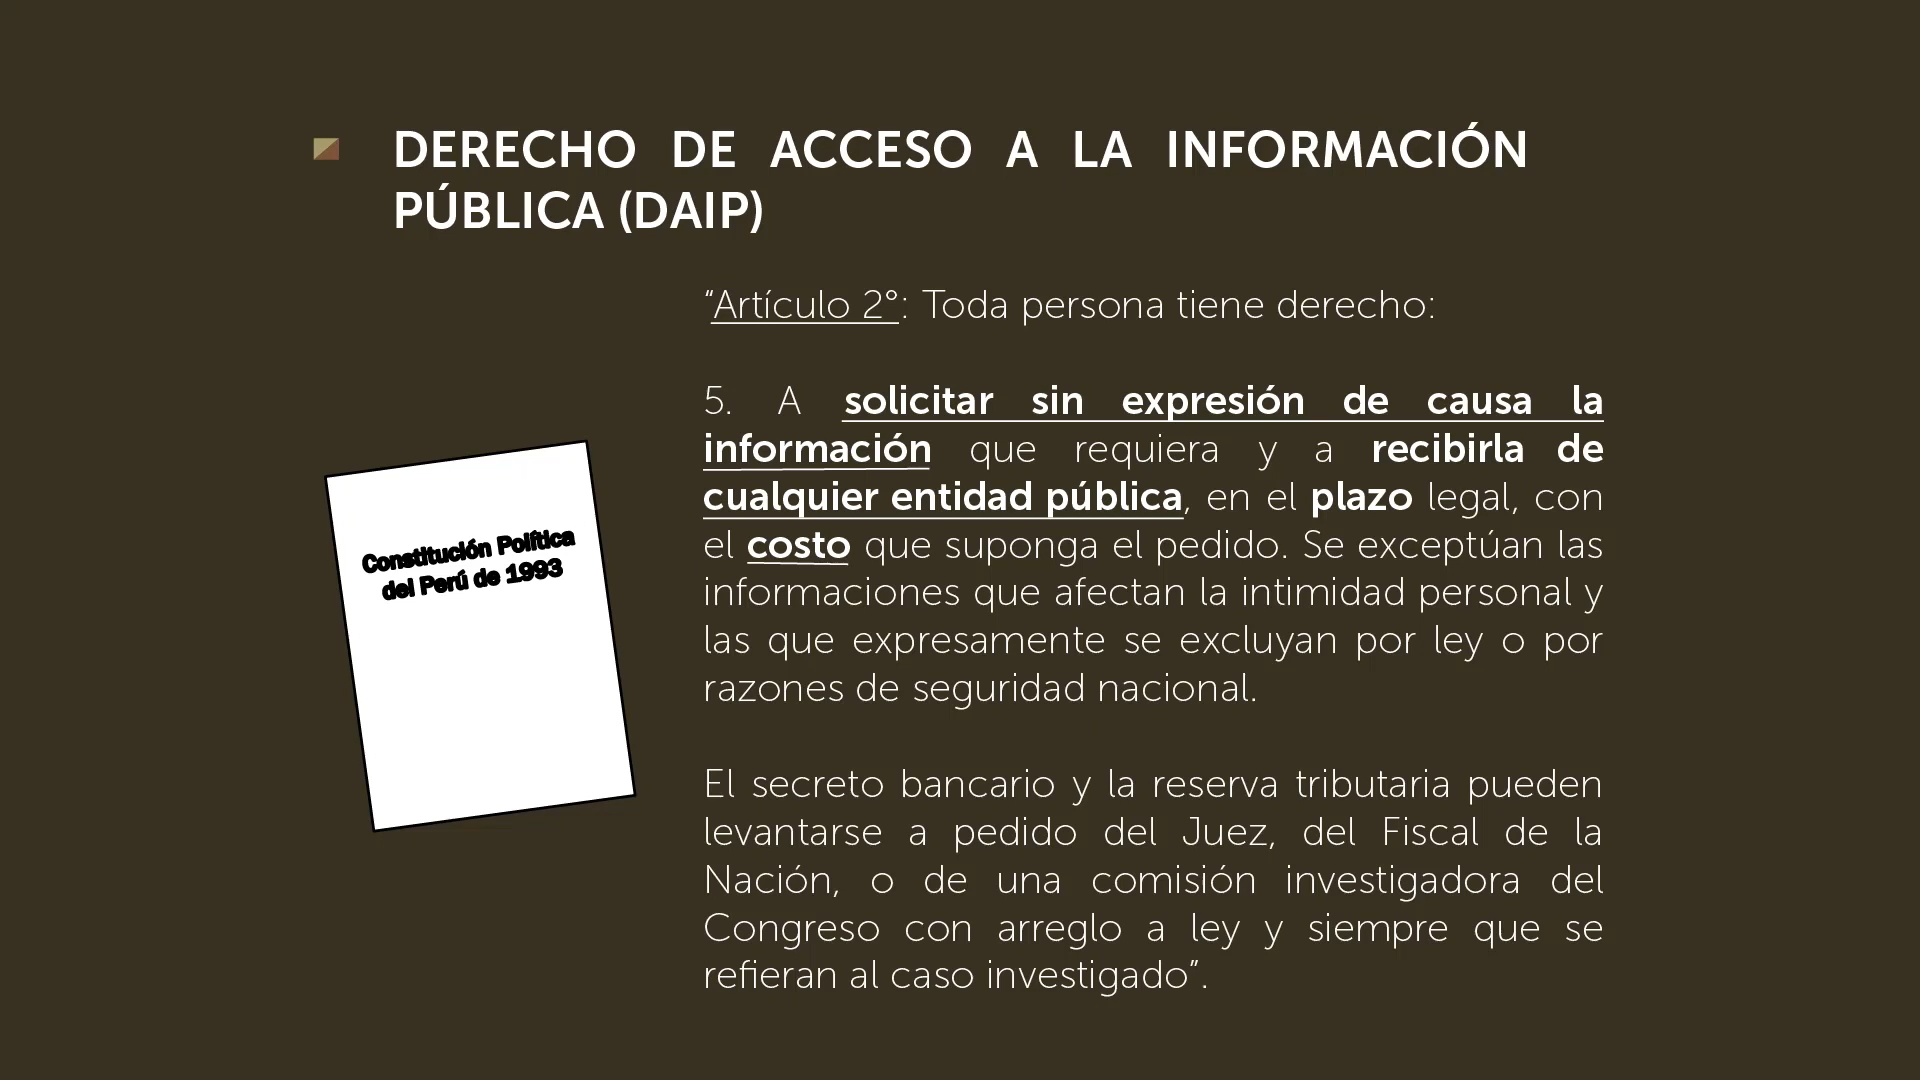 DERECHO DE ACCESO A LA INFORMACIÓN
PÚBLICA (DAIP)
“Artículo 2°: Toda persona tiene derecho:
5. A solicitar sin expresión de causa la
información que requiera y a recibirla de
cualquier entidad pública, en el plazo legal, con
el costo que suponga el pedido. Se exceptúan las
informaciones que afectan la intimidad personal y
las que expresamente se excluyan por ley o por
razones de seguridad nacional.
El secreto bancario y la reserva tributaria pueden
levantarse a pedido del Juez, del Fiscal de la
Nación, o de una comisión investigadora del
Congreso con arreglo a ley y siempre que se
refieran al caso investigado”.
Constitución Política
del Perú de 1993